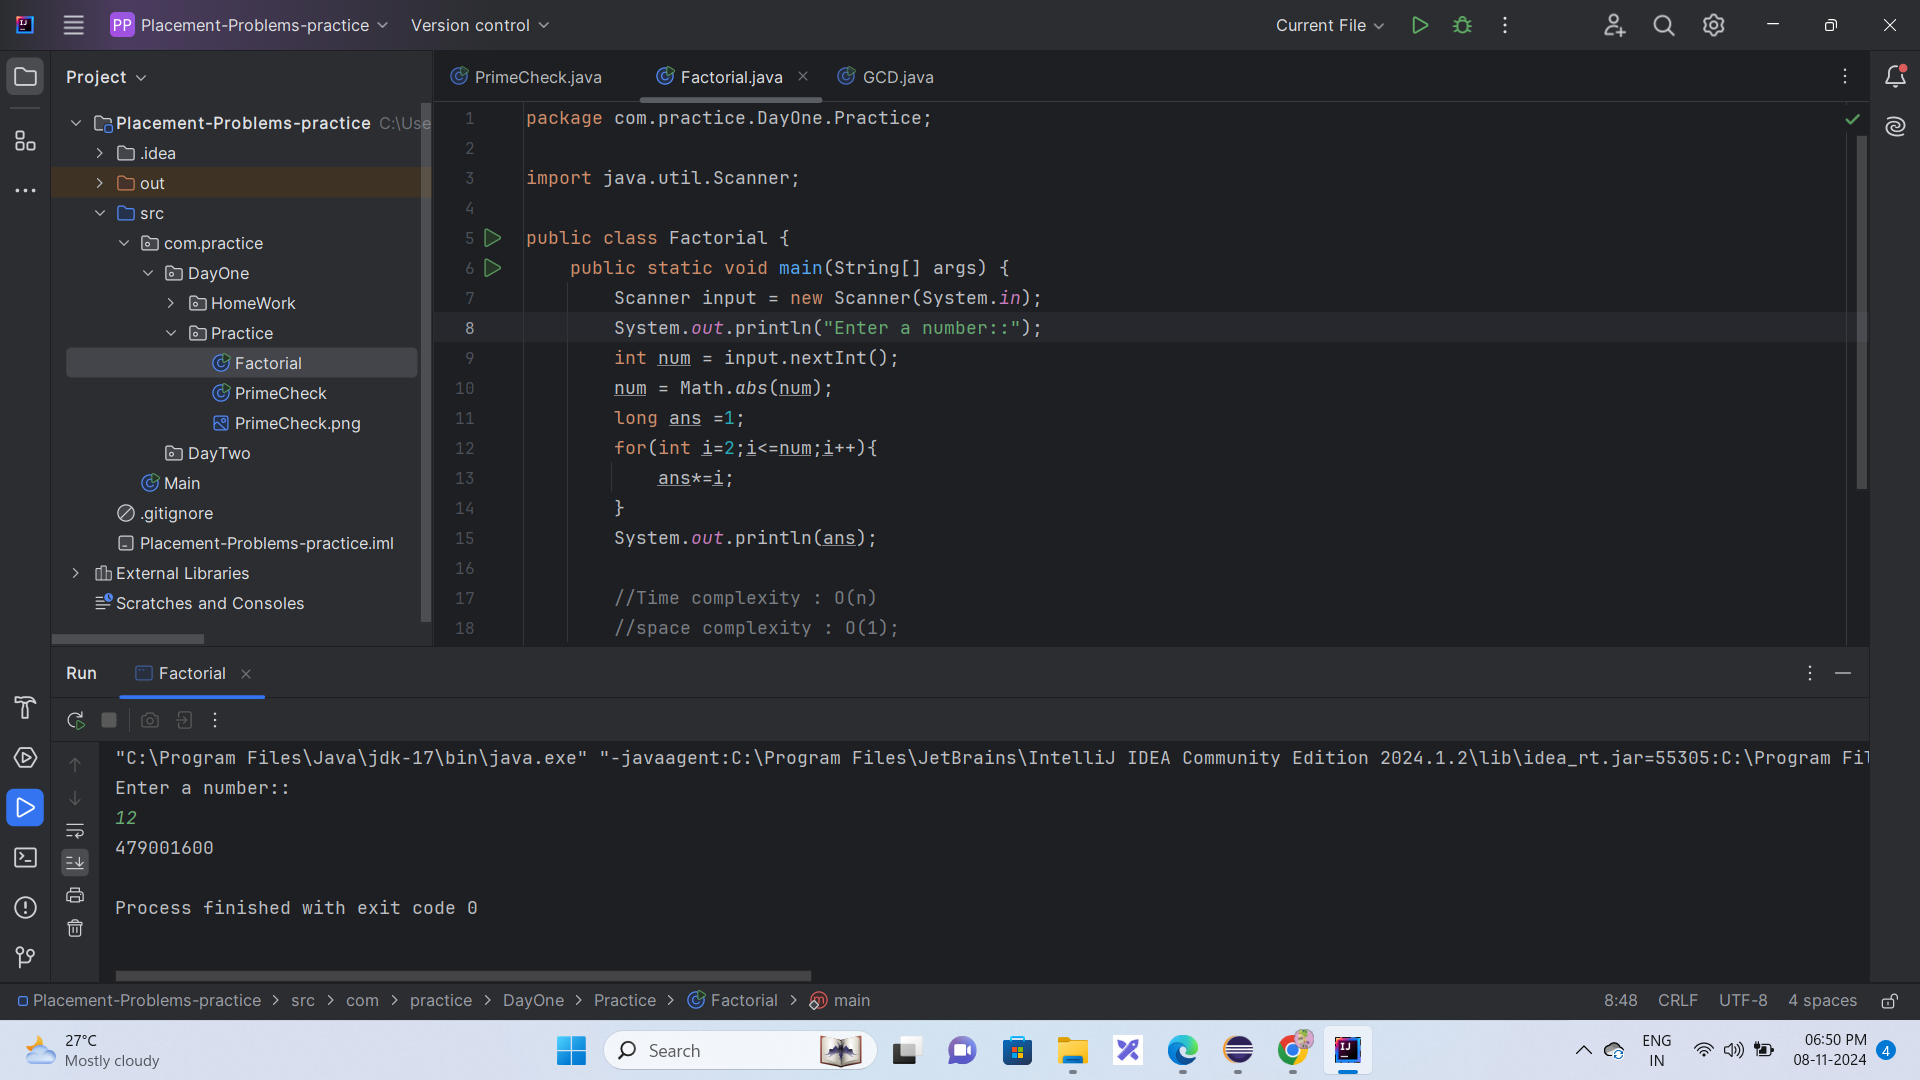 PP Placement-Problems-practice Version control Current File
Project
PrimeCheck.java Factorial.java GCD.java
Placement-Problems-practice C:\Use
.idea
out
src
com.practice
DayOne
HomeWork
Practice
Factorial
PrimeCheck
PrimeCheck.png
DayTwo
Main
.gitignore
Placement-Problems-practice.iml
External Libraries
Scratches and Consoles
1 package com.practice.DayOne.Practice;
2
3 import java.util.Scanner;
4
5 public class Factorial {
6 public static void main(String[] args) {
7 Scanner input = new Scanner(System.in);
8 System.out.println("Enter a number::");
9 int num = input.nextInt();
10 num = Math.abs(num);
11 long ans =1;
12 for(int i=2;i<=num;i++){
13 ans*=i;
14 }
15 System.out.println(ans);
16
17 //Time complexity : O(n)
18 //space complexity : O(1);
Run Factorial
"C:\Program Files\Java\jdk-17\bin\java.exe" "-javaagent:C:\Program Files\JetBrains\IntelliJ IDEA Community Edition 2024.1.2\lib\idea_rt.jar=55305:C:\Program Fil
Enter a number::
12
479001600
Process finished with exit code 0
Placement-Problems-practice > src > com > practice > DayOne > Practice > Factorial > m main 8:48 CRLF UTF-8 4 spaces
27°C
Mostly cloudy
Search
ENG
IN
06:50 PM
08-11-2024
4